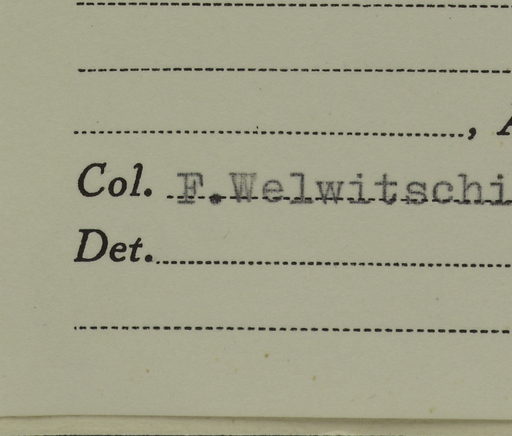 , A
Col. F.Welwitschi
Det.